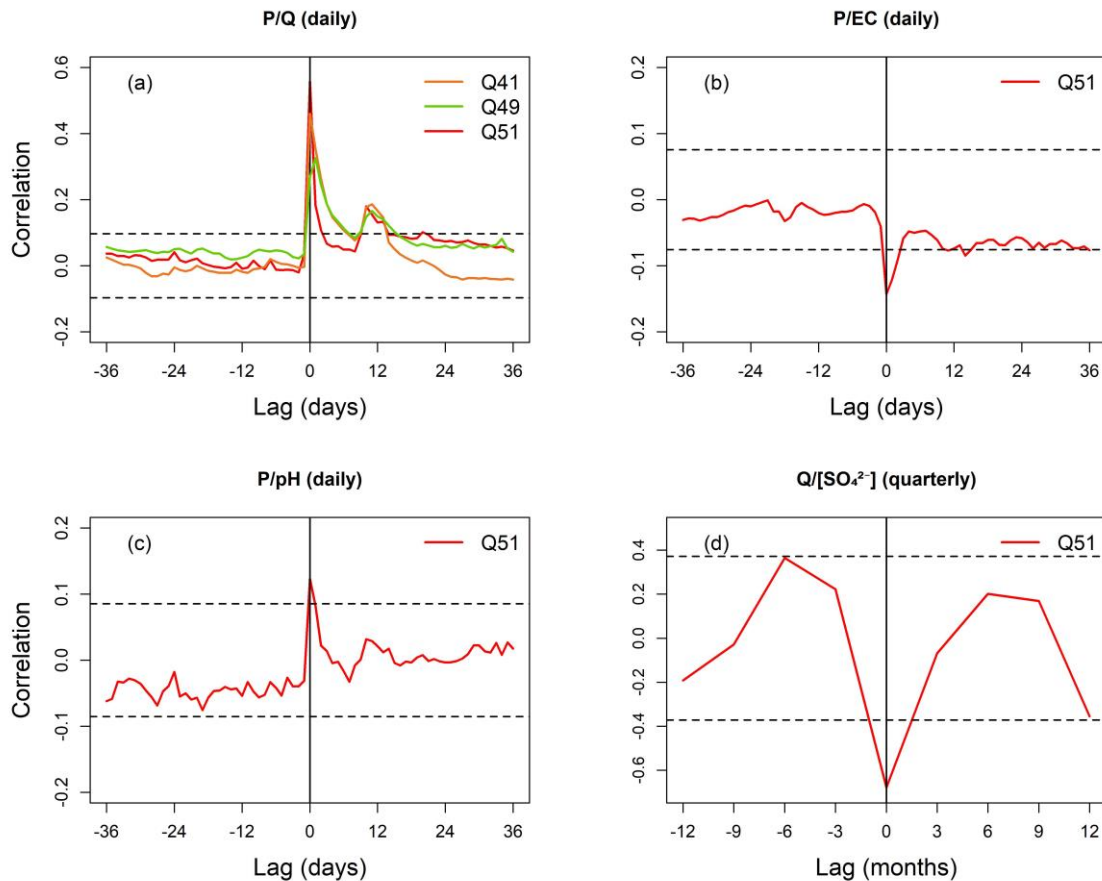 P/Q (daily)
(a)
Q41
Q49
Q51
Correlation
0.6
0.4
0.2
0.0
-0.2
-36 -24 -12 0 12 24 36
Lag (days)
P/EC (daily)
(b)
Q51
0.2
0.1
0.0
-0.1
-0.2
-36 -24 -12 0 12 24 36
Lag (days)
P/pH (daily)
(c)
Q51
Correlation
0.2
0.1
0.0
-0.1
-0.2
-36 -24 -12 0 12 24 36
Lag (days)
Q/[SO₄²⁻] (quarterly)
(d)
Q51
0.4
0.2
0.0
-0.2
-0.4
-0.6
-12 -9 -6 -3 0 3 6 9 12
Lag (months)